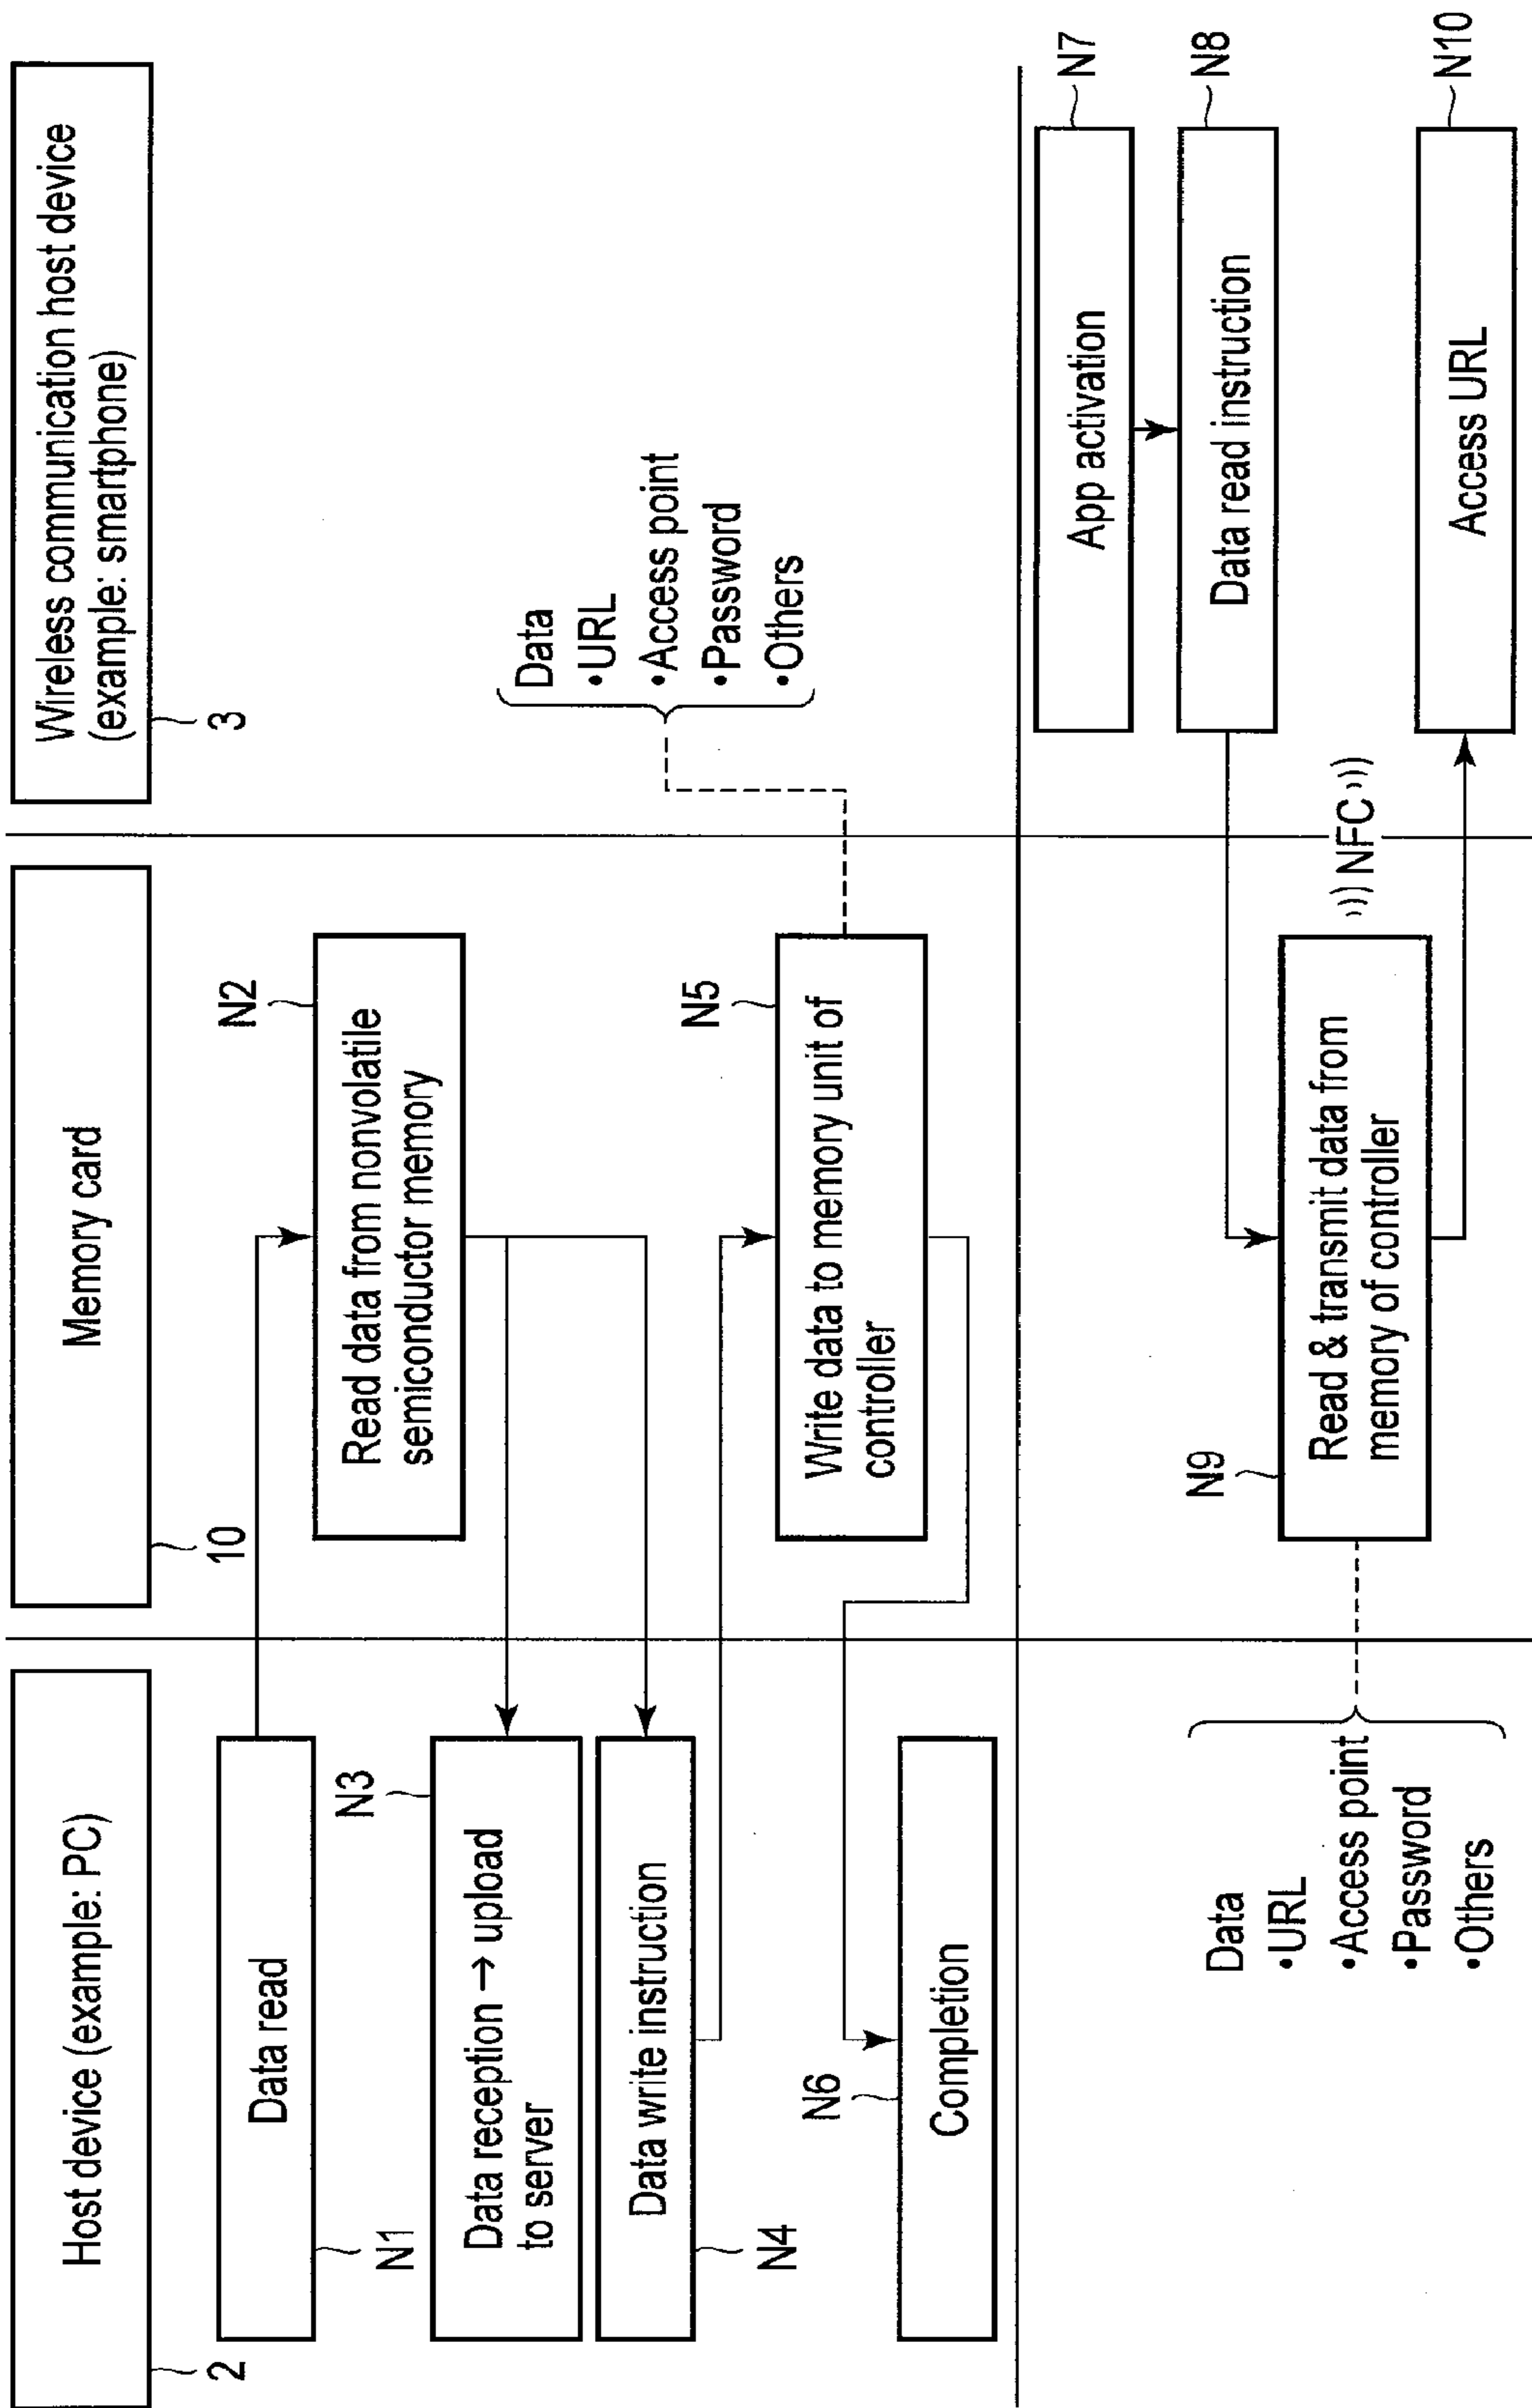 Host device (example: PC)
2
Memory card
10
Wireless communication host device
(example: smartphone)
3
Data read
N1
N2
Read data from nonvolatile
semiconductor memory
N3
Data reception → upload
to server
Data write instruction
N4
N5
Write data to memory unit of
controller
Data
•URL
•Access point
•Password
•Others
N6
Completion
App activation
N7
Data read instruction
N8
N9
Read & transmit data from
memory of controller
NFC
Data
•URL
•Access point
•Password
•Others
Access URL
N10